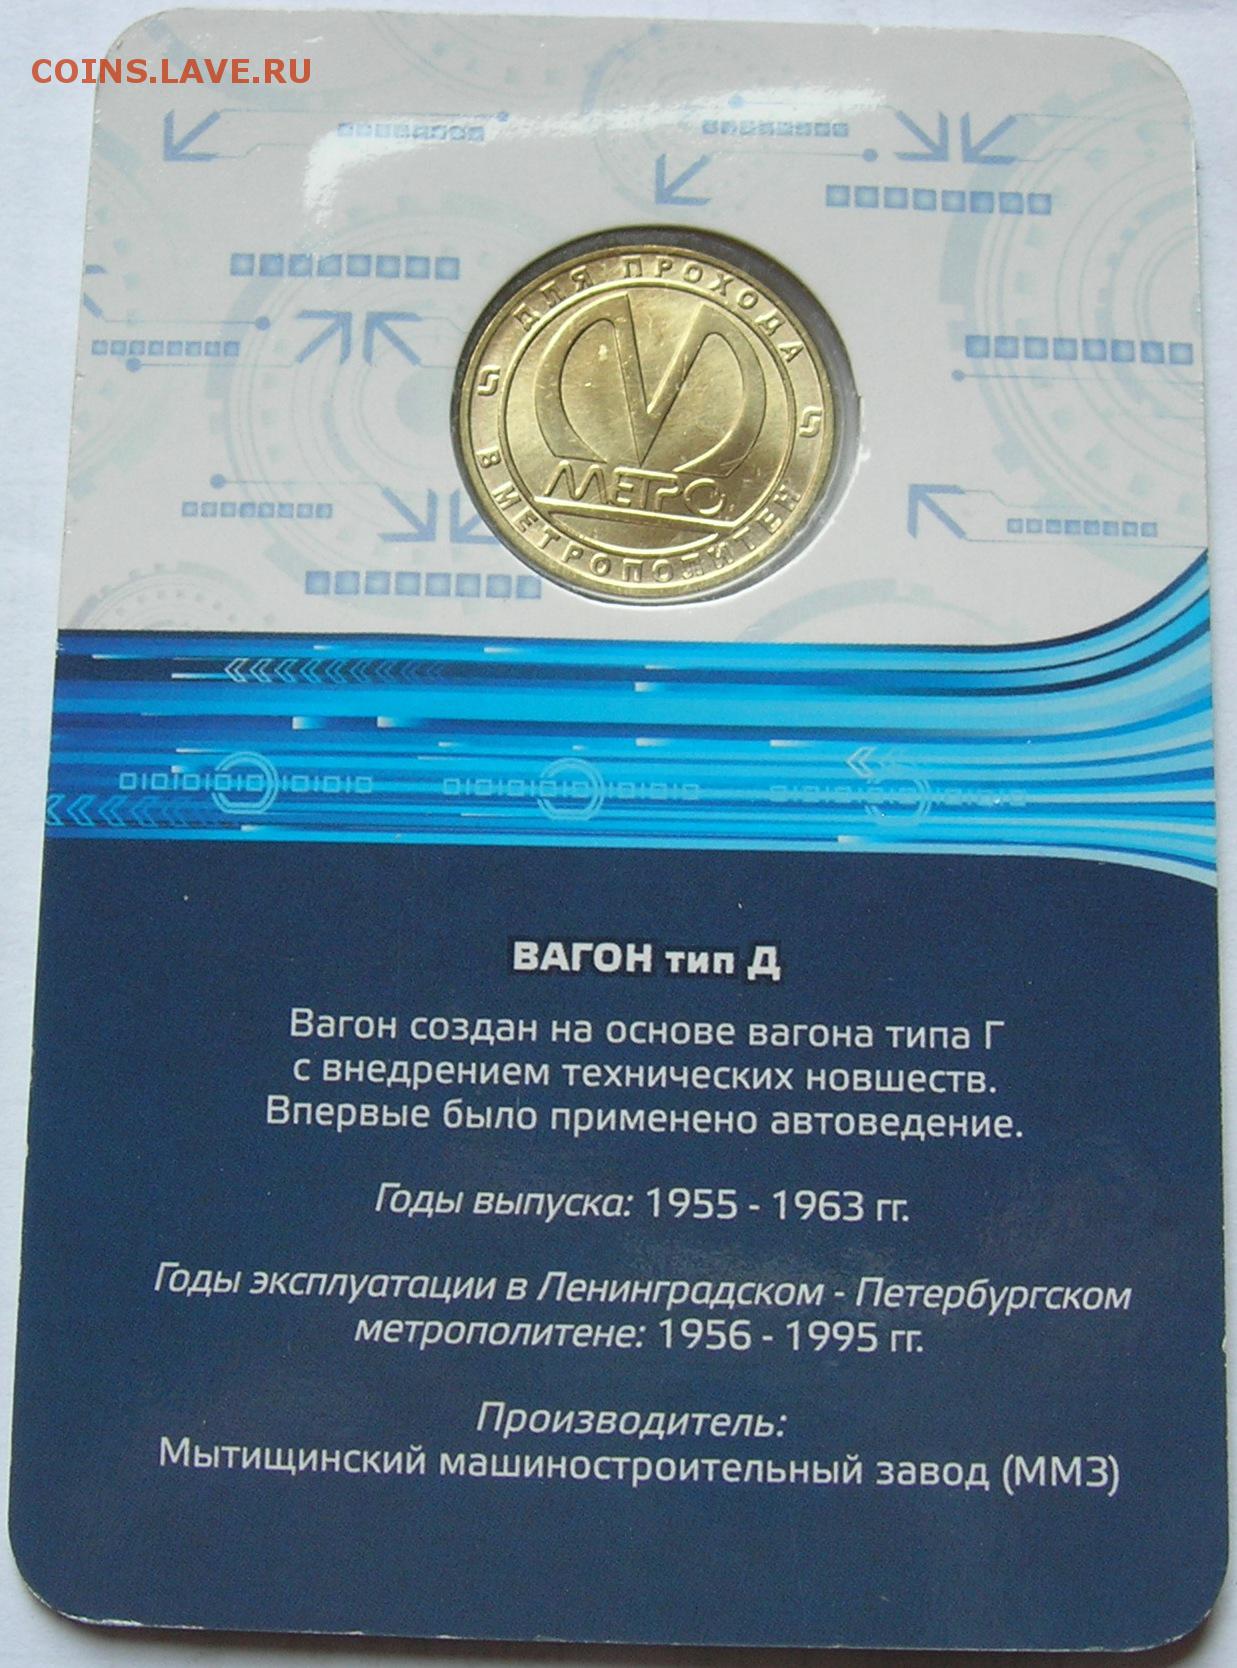 COINS.LAVE.RU
ДЛЯ ПРОХОДА
МЕТРО
В МЕТРОПОЛИТЕН
ВАГОН тип Д
Вагон создан на основе вагона типа Г
с внедрением технических новшеств.
Впервые было применено автоведение.
Годы выпуска: 1955 - 1963 гг.
Годы эксплуатации в Ленинградском - Петербургском
метрополитене: 1956 - 1995 гг.
Производитель:
Мытищинский машиностроительный завод (ММЗ)